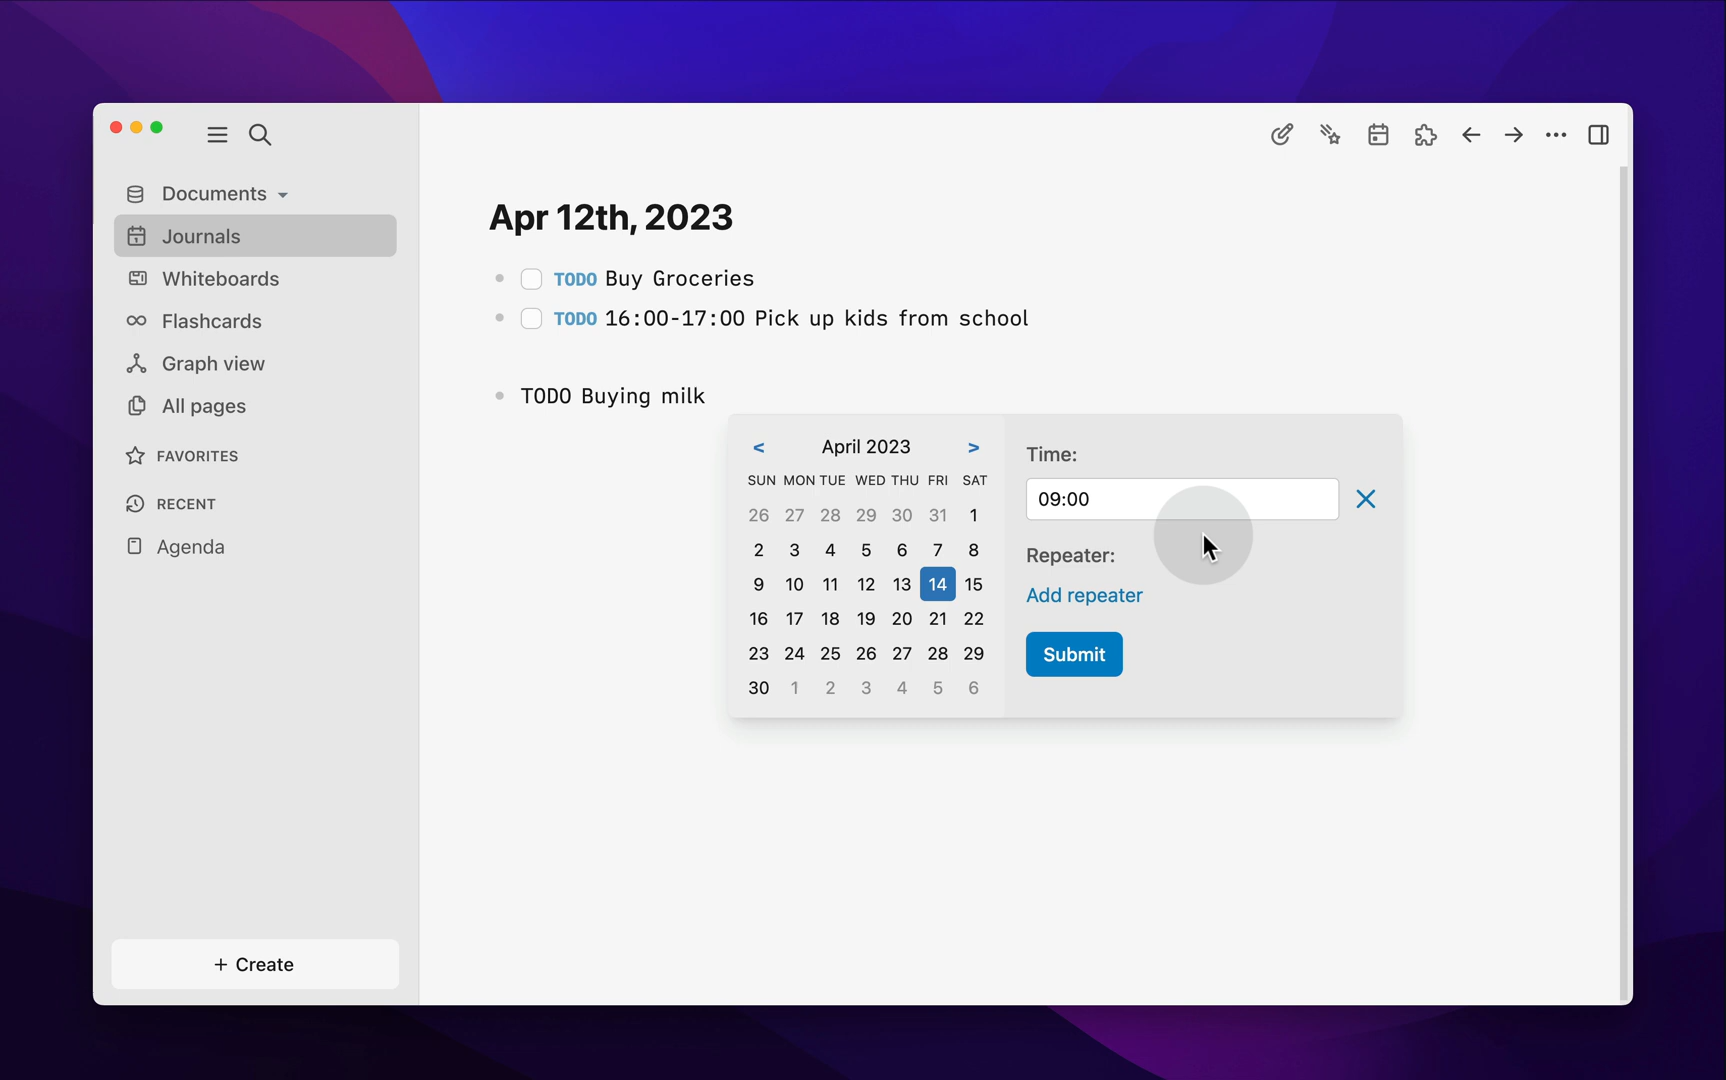 Documents
Journals
Whiteboards
Flashcards
Graph view
All pages
FAVORITES
RECENT
Agenda
+ Create
Apr 12th, 2023
TODO Buy Groceries
TODO 16:00-17:00 Pick up kids from school
TODO Buying milk
< April 2023 >
SUN MON TUE WED THU FRI SAT
26 27 28 29 30 31 1
2 3 4 5 6 7 8
9 10 11 12 13 14 15
16 17 18 19 20 21 22
23 24 25 26 27 28 29
30 1 2 3 4 5 6
Time:
09:00
Repeater:
Add repeater
Submit